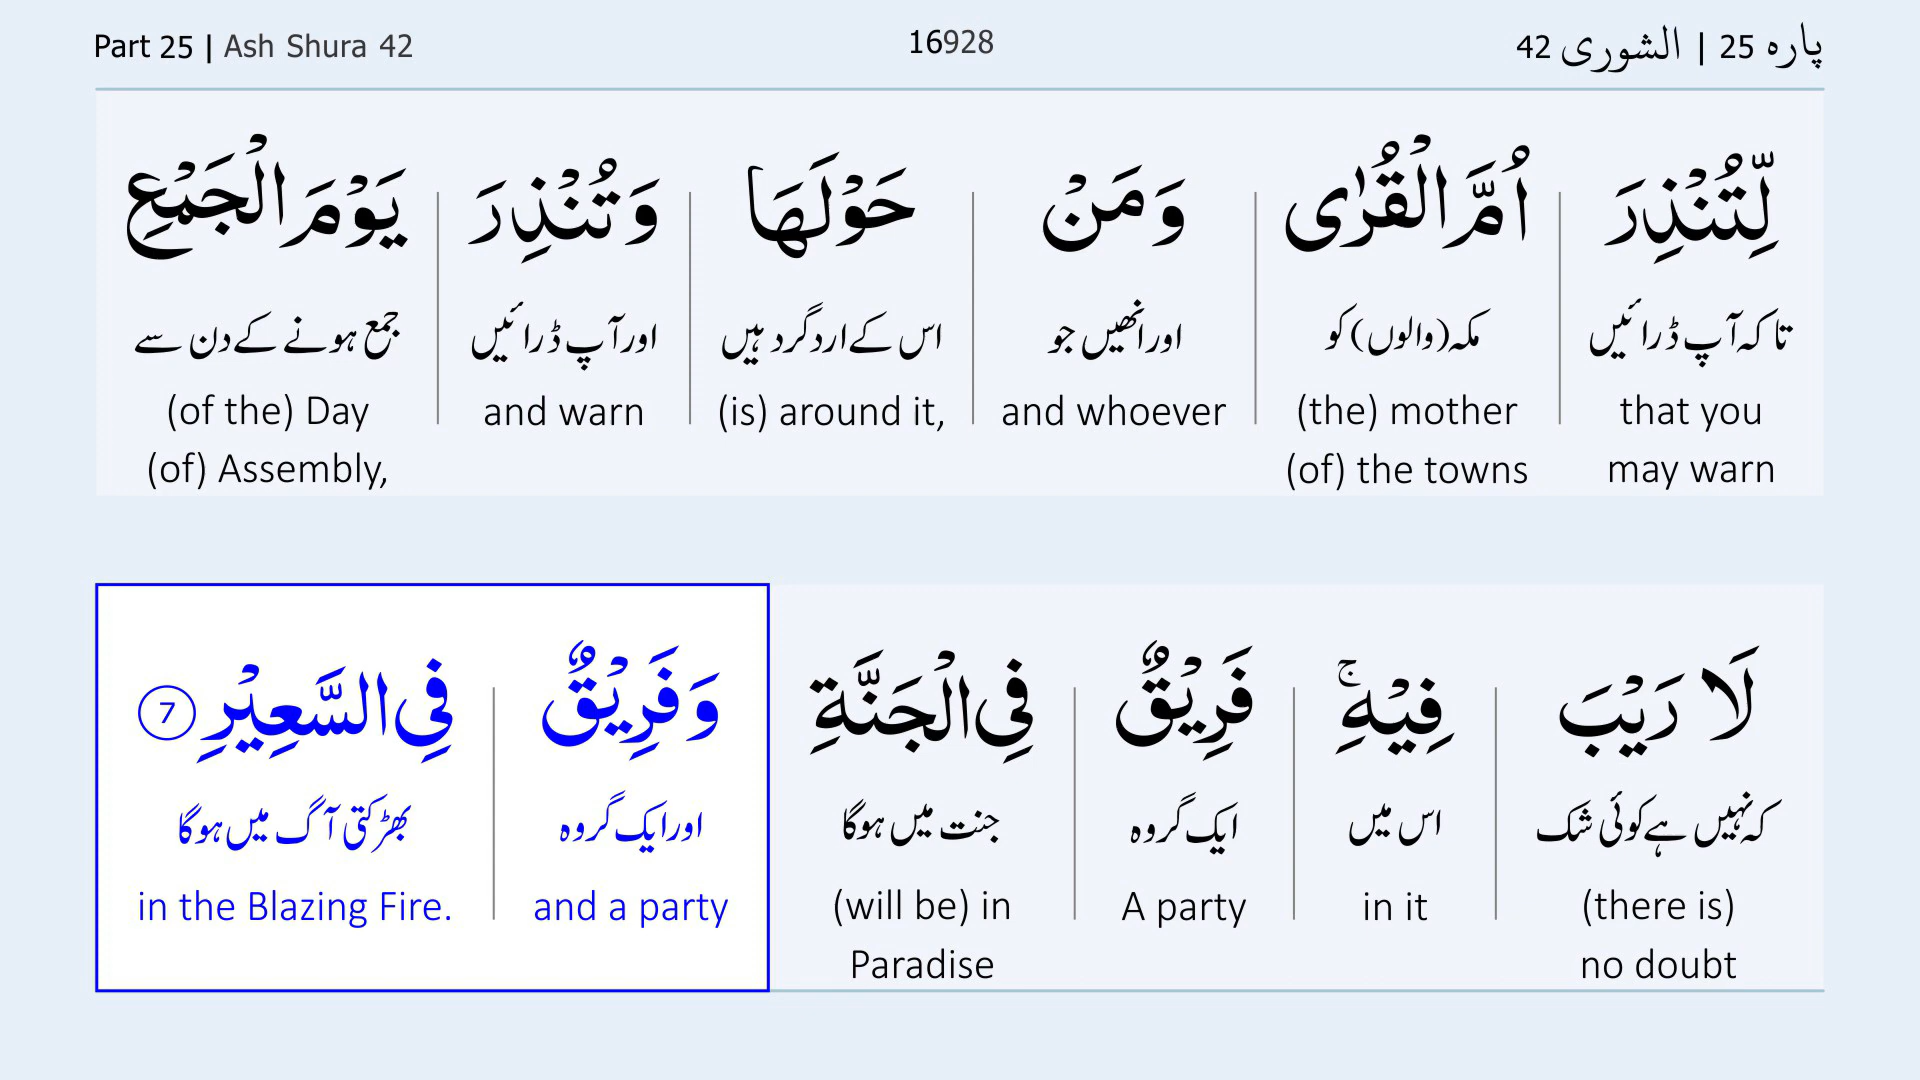 Part 25 | Ash Shura 42
16928
پارہ 25 | الشورى 42
لِّتُنْذِرَ اُمَّ الْقُرٰى وَمَنْ حَوْلَهَا وَتُنْذِرَ يَوْمَ الْجَمْعِ
تاکہ آپ ڈرائیں مکہ (والوں) کو اور انھیں جو اس کے اردگرد ہیں اور آپ ڈرائیں جمع ہونے کے دن سے
that you may warn
(the) mother (of) the towns
and whoever
(is) around it,
and warn
(of the) Day (of) Assembly,
لَا رَيْبَ فِيْهِۚ فَرِيْقٌ فِى الْجَنَّةِ وَفَرِيْقٌ فِى السَّعِيْرِ 7
کہ نہیں ہے کوئی شک اس میں ایک گروہ جنت میں ہوگا اور ایک گروہ بھڑکتی آگ میں ہوگا
(there is) no doubt
in it
A party
(will be) in Paradise
and a party
in the Blazing Fire.